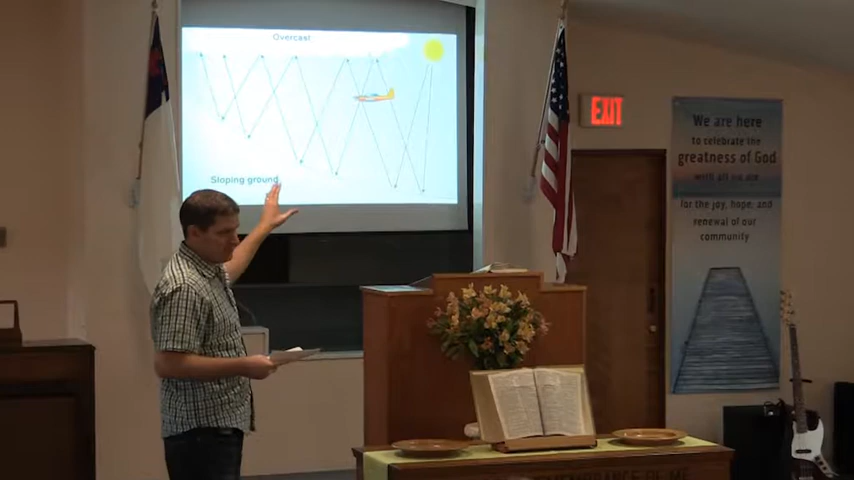 Overcast
Sloping ground
EXIT
We are here
to celebrate the
greatness of God
with all we are
for the joy, hope, and
renewal of our
community.